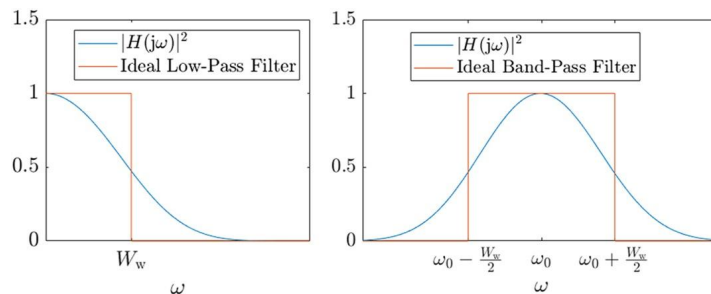 1.5
|H(jω)|²
Ideal Low-Pass Filter
1
0.5
0
W_w
ω
1.5
|H(jω)|²
Ideal Band-Pass Filter
1
0.5
0
ω₀ − W_w/2
ω₀
ω₀ + W_w/2
ω